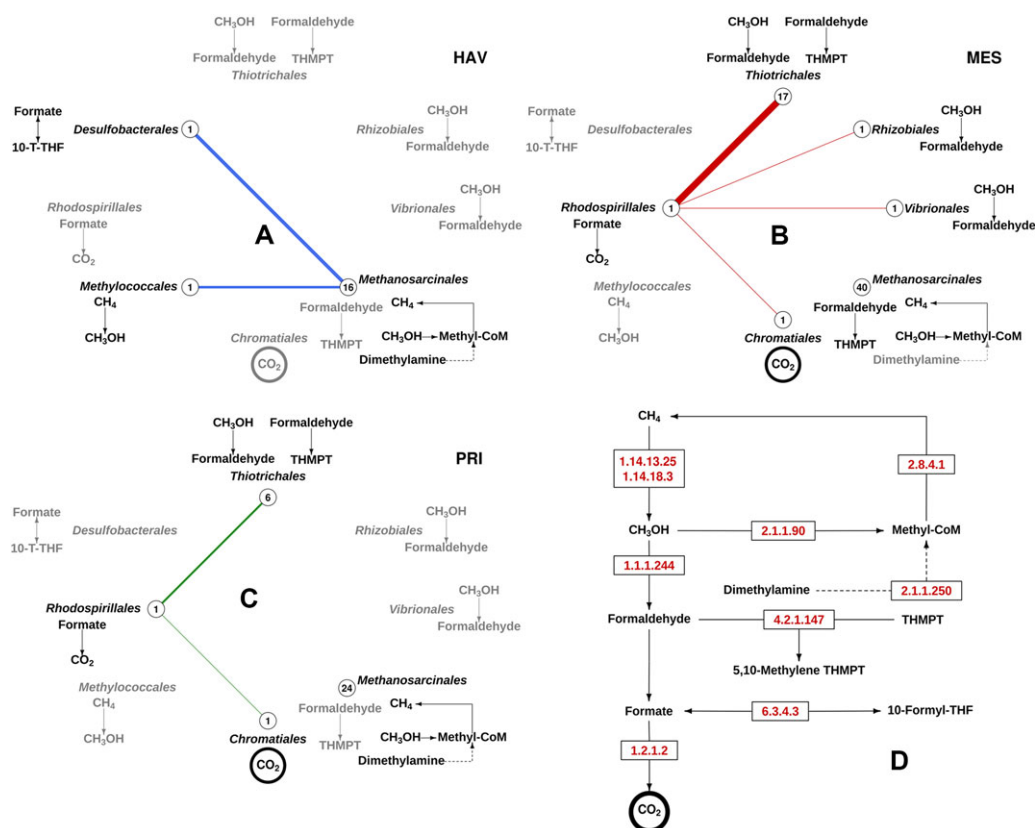 CH₃OH Formaldehyde
Formaldehyde THMPT
Thiotrichales
HAV
Formate
10-T-THF
Desulfobacterales
1
CH₃OH
Rhizobiales
Formaldehyde
CH₃OH
Vibrionales
Formaldehyde
Rhodospirillales
Formate
CO₂
A
Methylococcales
1
CH₄
CH₃OH
16
Methanosarcinales
Formaldehyde
THMPT
CH₄
CH₃OH
Methyl-CoM
Dimethylamine
Chromatiales
CO₂
CH₃OH Formaldehyde
Formaldehyde THMPT
Thiotrichales
17
MES
Formate
10-T-THF
Desulfobacterales
1
Rhizobiales
CH₃OH
Formaldehyde
1
Vibrionales
CH₃OH
Formaldehyde
Rhodospirillales
1
Formate
CO₂
B
Methylococcales
CH₄
CH₃OH
Methanosarcinales
40
Formaldehyde
THMPT
CH₄
CH₃OH
Methyl-CoM
Dimethylamine
1
Chromatiales
CO₂
CH₃OH Formaldehyde
Formaldehyde THMPT
Thiotrichales
6
PRI
Formate
10-T-THF
Desulfobacterales
CH₃OH
Rhizobiales
Formaldehyde
CH₃OH
Vibrionales
Formaldehyde
Rhodospirillales
1
Formate
CO₂
C
Methylococcales
CH₄
CH₃OH
24
Methanosarcinales
Formaldehyde
THMPT
CH₄
CH₃OH
Methyl-CoM
Dimethylamine
1
Chromatiales
CO₂
CH₄
1.14.13.25
1.14.18.3
2.8.4.1
CH₃OH
2.1.1.90
Methyl-CoM
1.1.1.244
Dimethylamine
2.1.1.250
Formaldehyde
4.2.1.147
THMPT
5,10-Methylene THMPT
Formate
6.3.4.3
10-Formyl-THF
1.2.1.2
D
CO₂